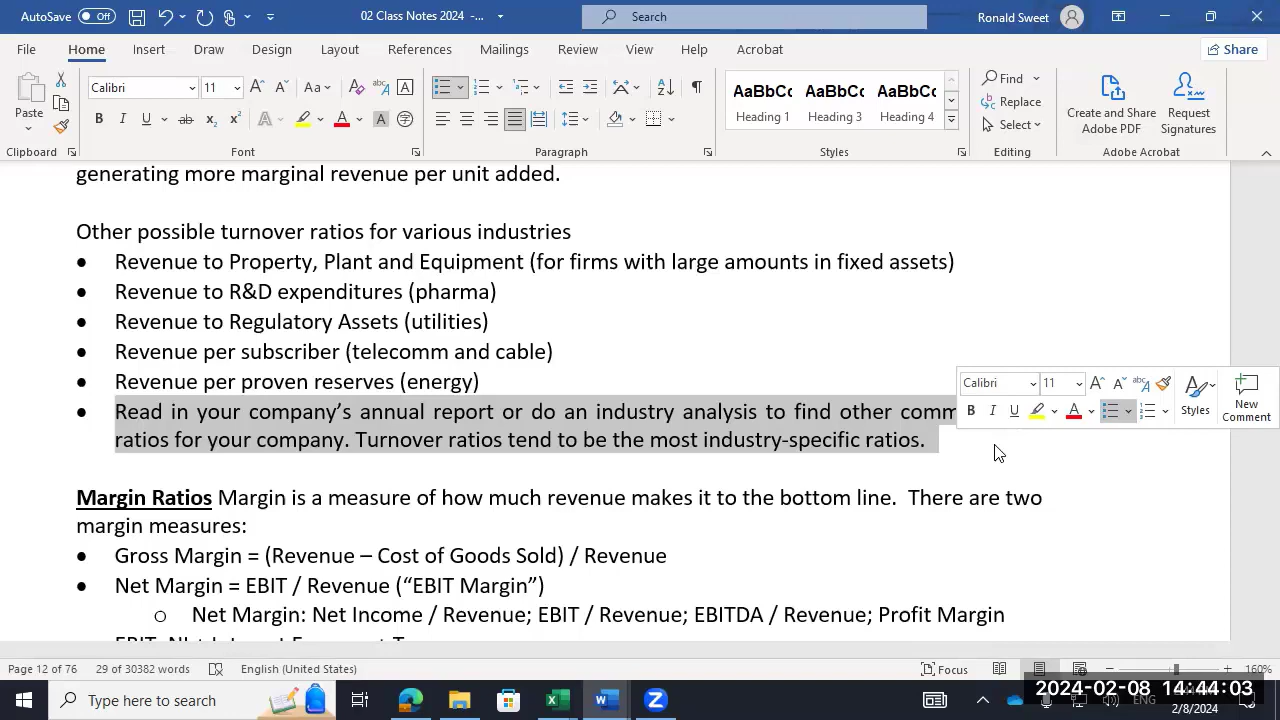 AutoSave Off 02 Class Notes 2024 -... Search Ronald Sweet
File Home Insert Draw Design Layout References Mailings Review View Help Acrobat Share
Paste Calibri 11 Aa AaBbCc AaBbCc AaBbCc Find Replace Select
Heading 1 Heading 3 Heading 4 Create and Share Adobe PDF Request Signatures
Clipboard Font Paragraph Styles Editing Adobe Acrobat
generating more marginal revenue per unit added.
Other possible turnover ratios for various industries
• Revenue to Property, Plant and Equipment (for firms with large amounts in fixed assets)
• Revenue to R&D expenditures (pharma)
• Revenue to Regulatory Assets (utilities)
• Revenue per subscriber (telecomm and cable)
• Revenue per proven reserves (energy)
• Read in your company's annual report or do an industry analysis to find other comm
ratios for your company. Turnover ratios tend to be the most industry-specific ratios.
Calibri 11 Styles New Comment
Margin Ratios Margin is a measure of how much revenue makes it to the bottom line. There are two
margin measures:
• Gross Margin = (Revenue – Cost of Goods Sold) / Revenue
• Net Margin = EBIT / Revenue (“EBIT Margin”)
o Net Margin: Net Income / Revenue; EBIT / Revenue; EBITDA / Revenue; Profit Margin
Page 12 of 76 29 of 30382 words English (United States) Focus 160%
Type here to search ENG 2024-02-08 14:44:03
2/8/2024